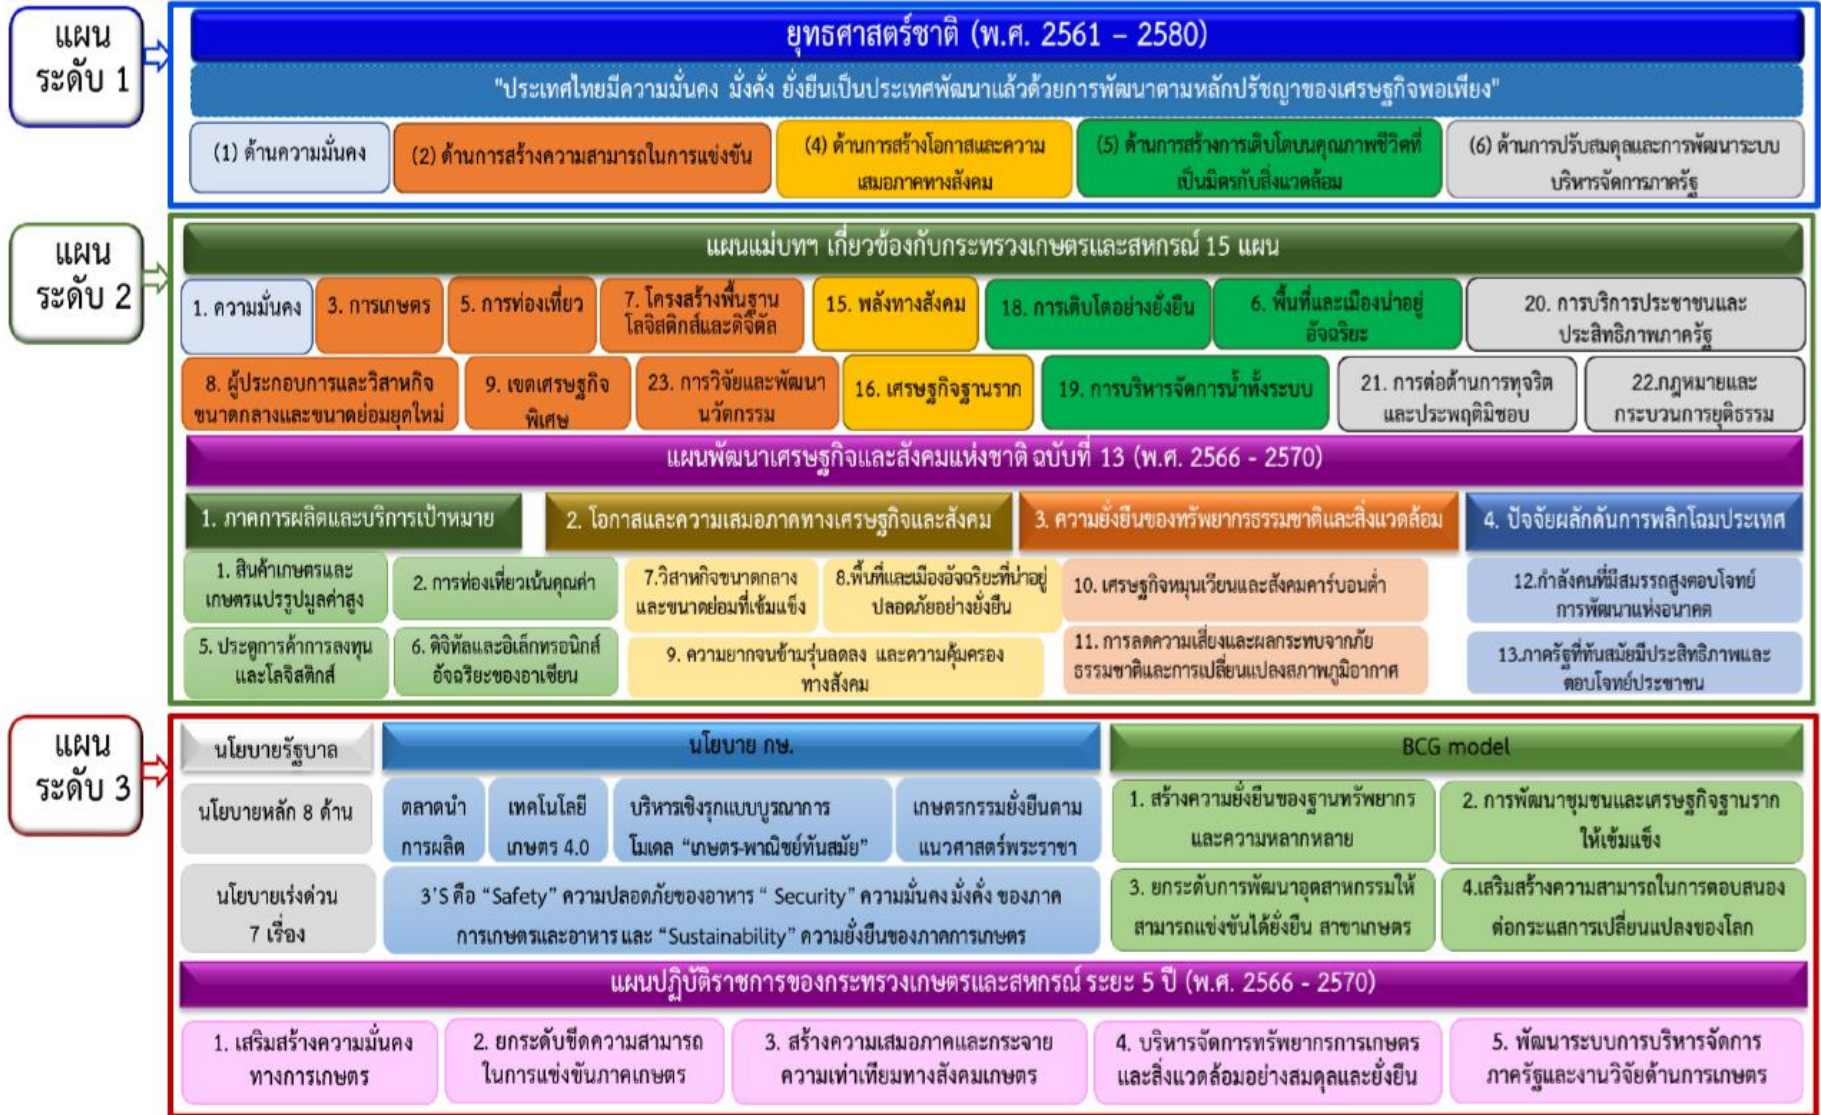 แผน
ระดับ 1
ยุทธศาสตร์ชาติ (พ.ศ. 2561 – 2580)
"ประเทศไทยมีความมั่นคง มั่งคั่ง ยั่งยืนเป็นประเทศพัฒนาแล้วด้วยการพัฒนาตามหลักปรัชญาของเศรษฐกิจพอเพียง"
(1) ด้านความมั่นคง
(2) ด้านการสร้างความสามารถในการแข่งขัน
(4) ด้านการสร้างโอกาสและความ
เสมอภาคทางสังคม
(5) ด้านการสร้างการเติบโตบนคุณภาพชีวิตที่
เป็นมิตรกับสิ่งแวดล้อม
(6) ด้านการปรับสมดุลและการพัฒนาระบบ
บริหารจัดการภาครัฐ
แผน
ระดับ 2
แผนแม่บทฯ เกี่ยวข้องกับกระทรวงเกษตรและสหกรณ์ 15 แผน
1. ความมั่นคง
3. การเกษตร
5. การท่องเที่ยว
7. โครงสร้างพื้นฐาน
โลจิสติกส์และดิจิตัล
15. พลังทางสังคม
18. การเติบโตอย่างยั่งยืน
6. พื้นที่และเมืองน่าอยู่
อัจฉริยะ
20. การบริการประชาชนและ
ประสิทธิภาพภาครัฐ
8. ผู้ประกอบการและวิสาหกิจ
ขนาดกลางและขนาดย่อมยุคใหม่
9. เขตเศรษฐกิจ
พิเศษ
23. การวิจัยและพัฒนา
นวัตกรรม
16. เศรษฐกิจฐานราก
19. การบริหารจัดการน้ำทั้งระบบ
21. การต่อต้านการทุจริต
และประพฤติมิชอบ
22.กฎหมายและ
กระบวนการยุติธรรม
แผนพัฒนาเศรษฐกิจและสังคมแห่งชาติ ฉบับที่ 13 (พ.ศ. 2566 - 2570)
1. ภาคการผลิตและบริการเป้าหมาย
2. โอกาสและความเสมอภาคทางเศรษฐกิจและสังคม
3. ความยั่งยืนของทรัพยากรธรรมชาติและสิ่งแวดล้อม
4. ปัจจัยผลักดันการพลิกโฉมประเทศ
1. สินค้าเกษตรและ
เกษตรแปรรูปมูลค่าสูง
2. การท่องเที่ยวเน้นคุณค่า
7.วิสาหกิจขนาดกลาง
และขนาดย่อมที่เข้มแข็ง
8.พื้นที่และเมืองอัจฉริยะที่น่าอยู่
ปลอดภัยอย่างยั่งยืน
10. เศรษฐกิจหมุนเวียนและสังคมคาร์บอนต่ำ
12.กำลังคนที่มีสมรรถสูงตอบโจทย์
การพัฒนาแห่งอนาคต
5. ประตูการค้าการลงทุน
และโลจิสติกส์
6. ดิจิทัลและอิเล็กทรอนิกส์
อัจฉริยะของอาเซียน
9. ความยากจนข้ามรุ่นลดลง และความคุ้มครอง
ทางสังคม
11. การลดความเสี่ยงและผลกระทบจากภัย
ธรรมชาติและการเปลี่ยนแปลงสภาพภูมิอากาศ
13.ภาครัฐที่ทันสมัยมีประสิทธิภาพและ
ตอบโจทย์ประชาชน
แผน
ระดับ 3
นโยบายรัฐบาล
นโยบาย กษ.
BCG model
นโยบายหลัก 8 ด้าน
ตลาดนำ
การผลิต
เทคโนโลยี
เกษตร 4.0
บริหารเชิงรุกแบบบูรณาการ
โมเดล “เกษตร-พาณิชย์ทันสมัย”
เกษตรกรรมยั่งยืนตาม
แนวศาสตร์พระราชา
1. สร้างความยั่งยืนของฐานทรัพยากร
และความหลากหลาย
2. การพัฒนาชุมชนและเศรษฐกิจฐานราก
ให้เข้มแข็ง
นโยบายเร่งด่วน
7 เรื่อง
3’S คือ “Safety” ความปลอดภัยของอาหาร “ Security” ความมั่นคง มั่งคั่ง ของภาค
การเกษตรและอาหาร และ “Sustainability” ความยั่งยืนของภาคการเกษตร
3. ยกระดับการพัฒนาอุตสาหกรรมให้
สามารถแข่งขันได้ยั่งยืน สาขาเกษตร
4.เสริมสร้างความสามารถในการตอบสนอง
ต่อกระแสการเปลี่ยนแปลงของโลก
แผนปฏิบัติราชการของกระทรวงเกษตรและสหกรณ์ ระยะ 5 ปี (พ.ศ. 2566 - 2570)
1. เสริมสร้างความมั่นคง
ทางการเกษตร
2. ยกระดับขีดความสามารถ
ในการแข่งขันภาคเกษตร
3. สร้างความเสมอภาคและกระจาย
ความเท่าเทียมทางสังคมเกษตร
4. บริหารจัดการทรัพยากรการเกษตร
และสิ่งแวดล้อมอย่างสมดุลและยั่งยืน
5. พัฒนาระบบการบริหารจัดการ
ภาครัฐและงานวิจัยด้านการเกษตร